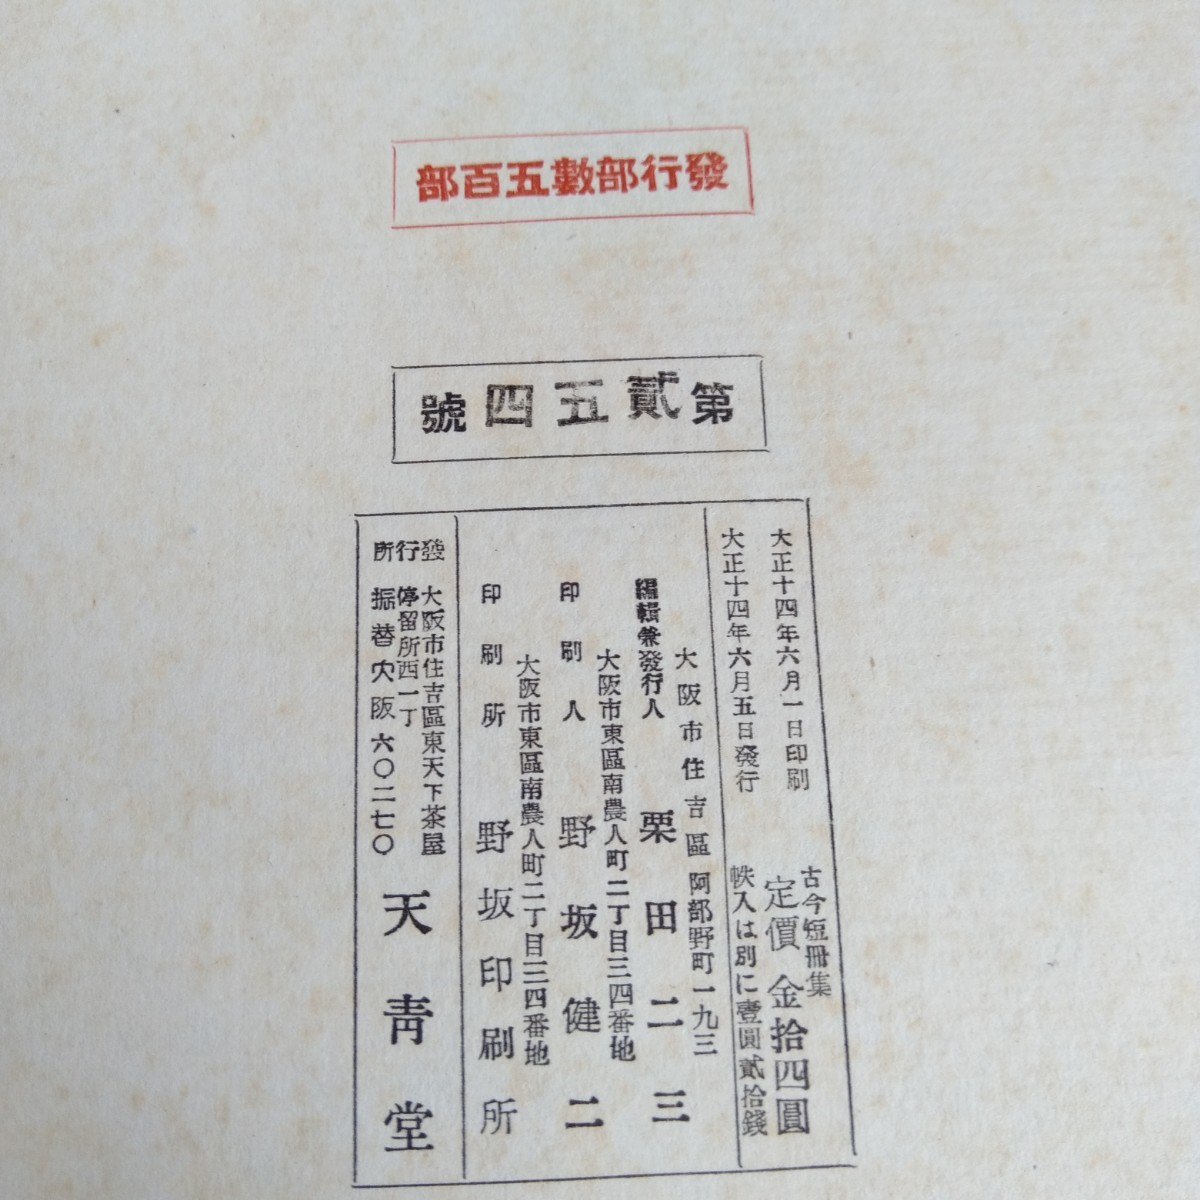 發行部數五百部
第貳五四號
大正十四年六月一日印刷
大正十四年六月五日發行
古今短冊集
定價金拾四圓
帙入は別に壹圓貳拾錢
大阪市住吉區阿部野町一九三
編輯兼發行人 栗田二三
大阪市東區南農人町二丁目三四番地
印刷人 野坂健二
大阪市東區南農人町二丁目三四番地
印刷所 野坂印刷所
發行所
大阪市住吉區東天下茶屋
停留所西一丁
振替大阪六〇二七〇
天青堂